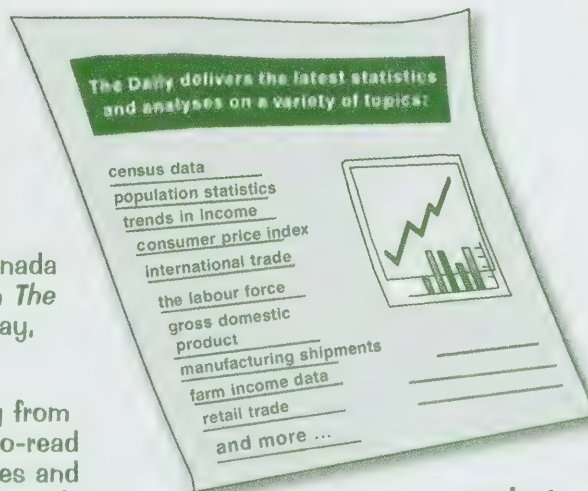 The Daily delivers the latest statistics
and analyses on a variety of topics:
census data
population statistics
trends in income
consumer price index
international trade
the labour force
gross domestic
product
manufacturing shipments
farm income data
retail trade
and more ...
nada
The
ay,
from
o-read
es and